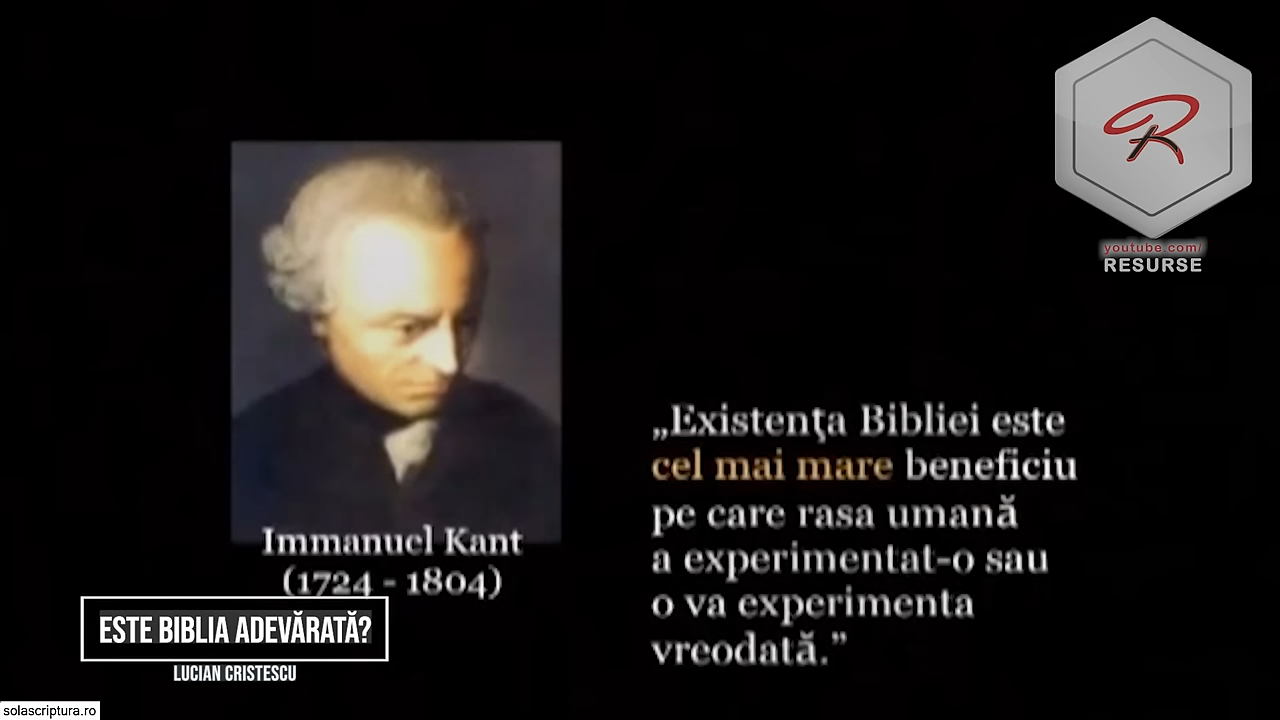 youtube.com/
RESURSE
„Existenţa Bibliei este
cel mai mare beneficiu
pe care rasa umană
a experimentat-o sau
o va experimenta
vreodată.”
Immanuel Kant
(1724 - 1804)
ESTE BIBLIA ADEVĂRATĂ?
LUCIAN CRISTESCU
solascriptura.ro